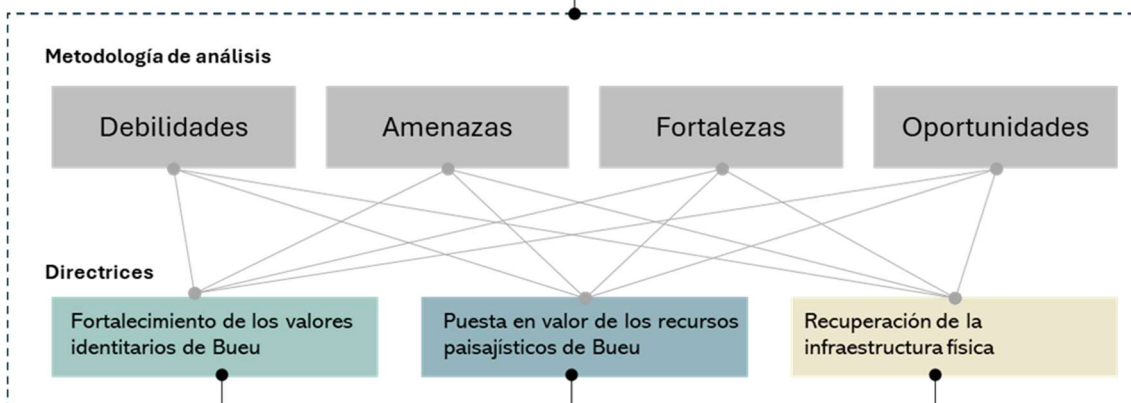 Metodología de análisis
Debilidades
Amenazas
Fortalezas
Oportunidades
Directrices
Fortalecimiento de los valores
identitarios de Bueu
Puesta en valor de los recursos
paisajísticos de Bueu
Recuperación de la
infraestructura física